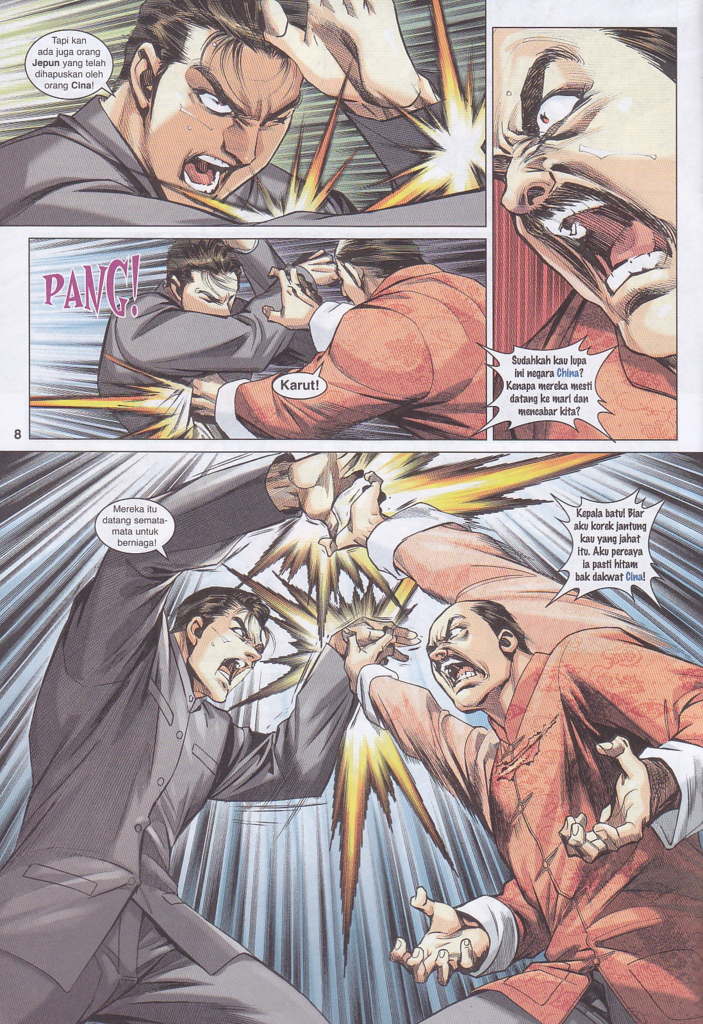 Tapi kan
ada juga orang
Jepun yang telah
dihapuskan oleh
orang Cina!
PANG!
Karut!
Sudahkah kau lupa
ini negara China?
Kenapa mereka mesti
datang ke mari dan
mencabar kita?
8
Mereka itu
datang semata-
mata untuk
berniaga!
Kepala batu! Biar
aku korek jantung
kau yang jahat
itu. Aku percaya
ia pasti hitam
bak dakwat Cina!